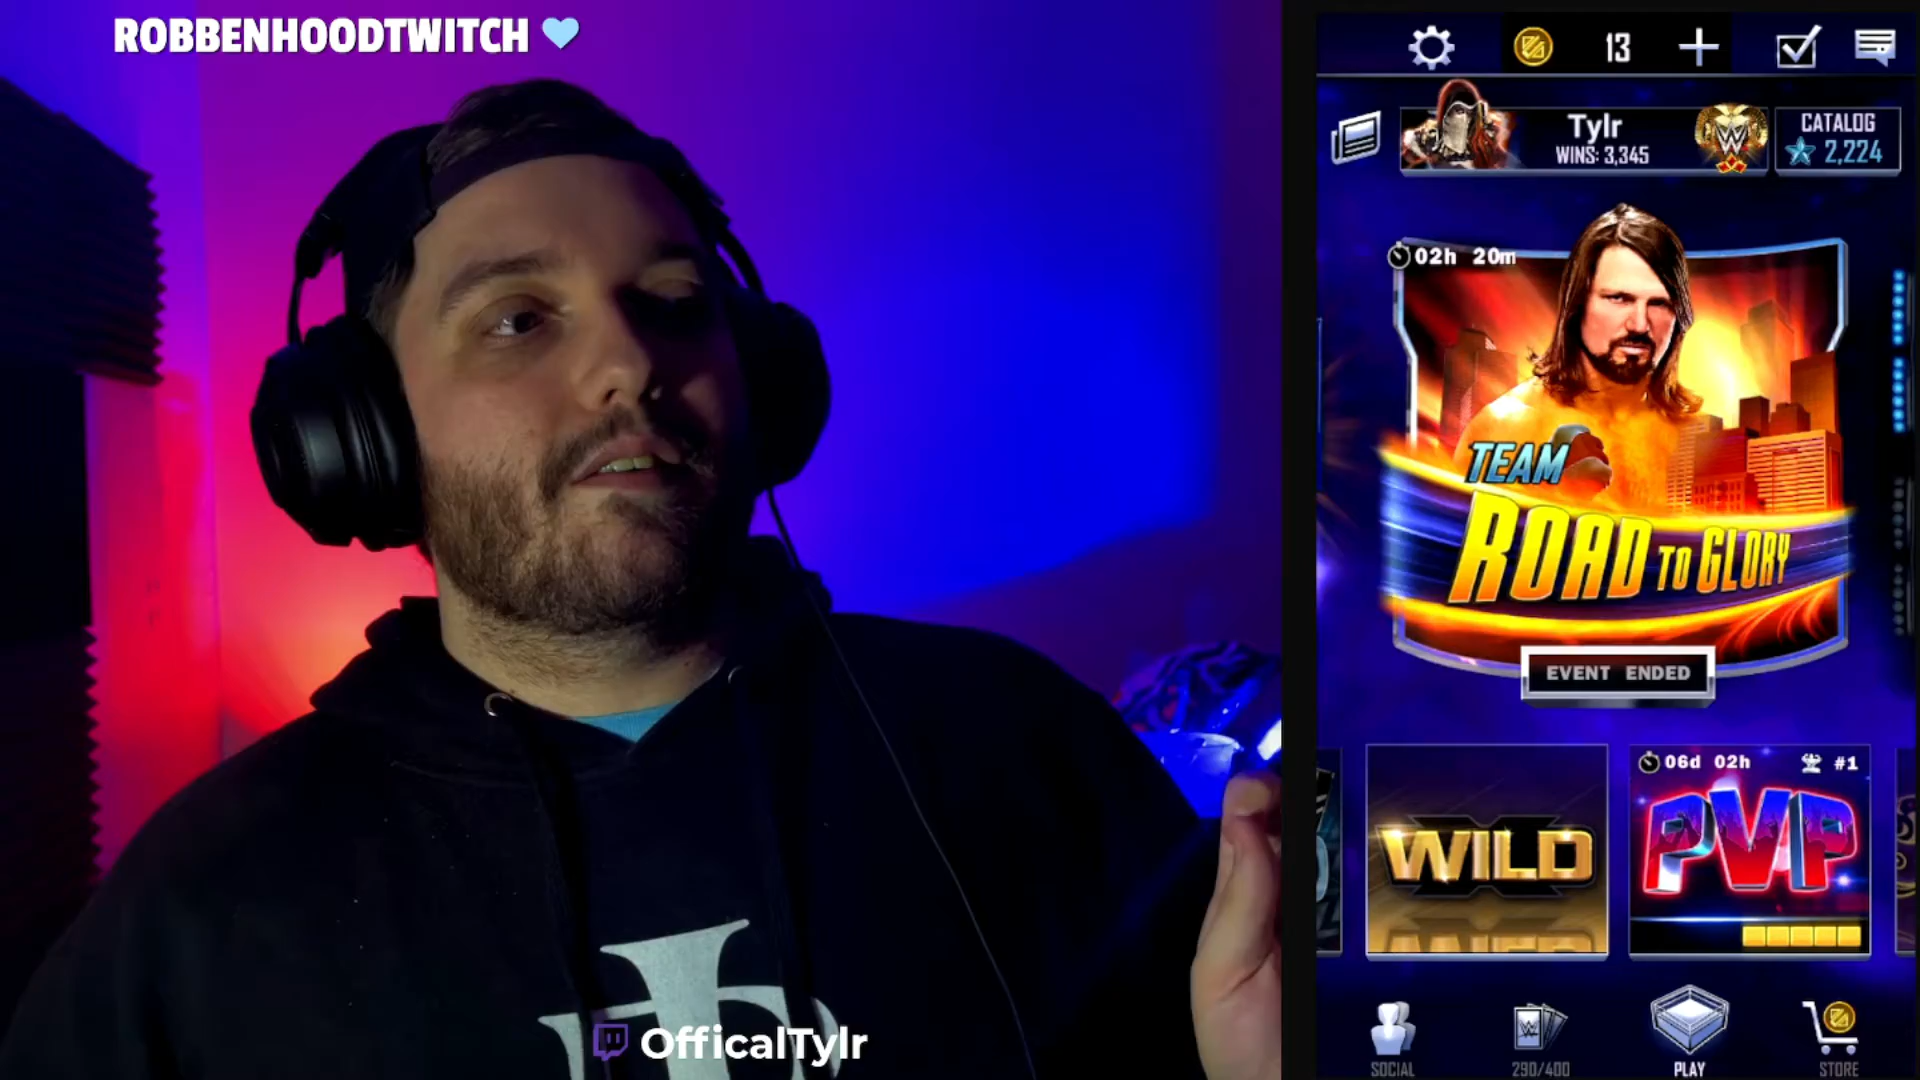 ROBBENHOODTWITCH
OfficalTylr
13
Tylr
WINS: 3,345
CATALOG
2,224
02h 20m
TEAM
ROAD TO GLORY
EVENT ENDED
WILD
06d 02h
#1
PVP
SOCIAL
290/400
PLAY
STORE